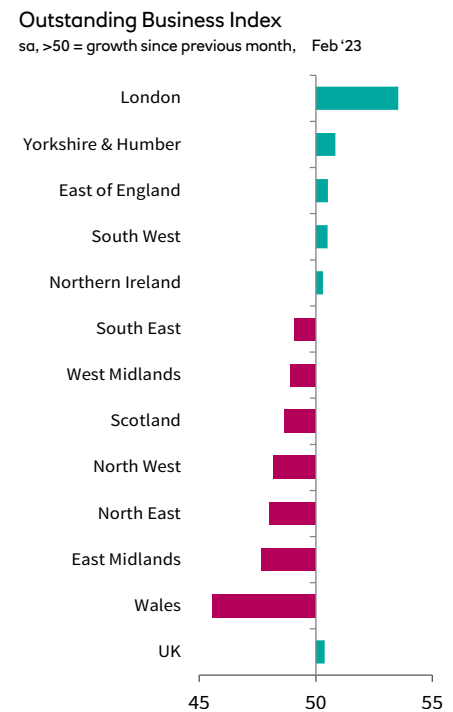 Outstanding Business Index
sa, >50 = growth since previous month, Feb ‘23
London
Yorkshire & Humber
East of England
South West
Northern Ireland
South East
West Midlands
Scotland
North West
North East
East Midlands
Wales
UK
45 50 55